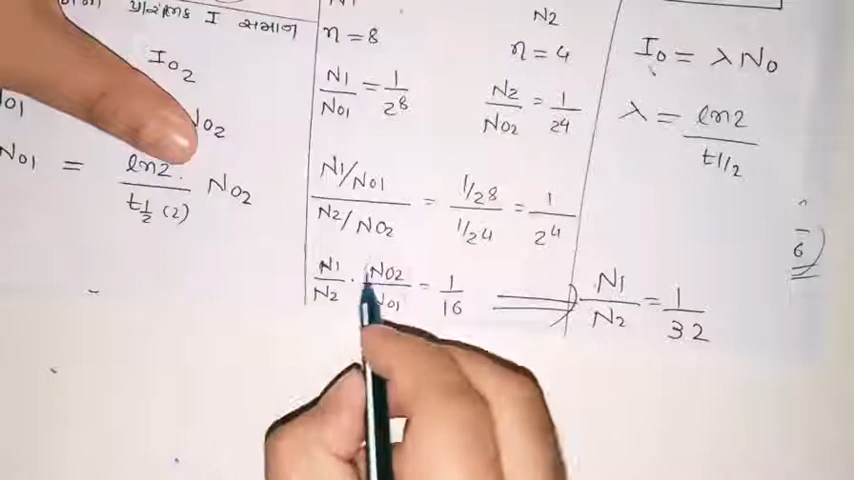 પ્રારંભિક I સમાન
I₀₂
N₀₂
N₀₁ = ln2 / t½ (2) N₀₂
N₁
n = 8
N₁/N₀₁ = 1/2⁸
N₂
n = 4
N₂/N₀₂ = 1/2⁴
(N₁/N₀₁)/(N₂/N₀₂) = (1/2⁸)/(1/2⁴) = 1/2⁴
N₁/N₂ · N₀₂/N₀₁ = 1/16 ⇒ N₁/N₂ = 1/32
I₀ = λN₀
λ = ln2 / t1/2
6